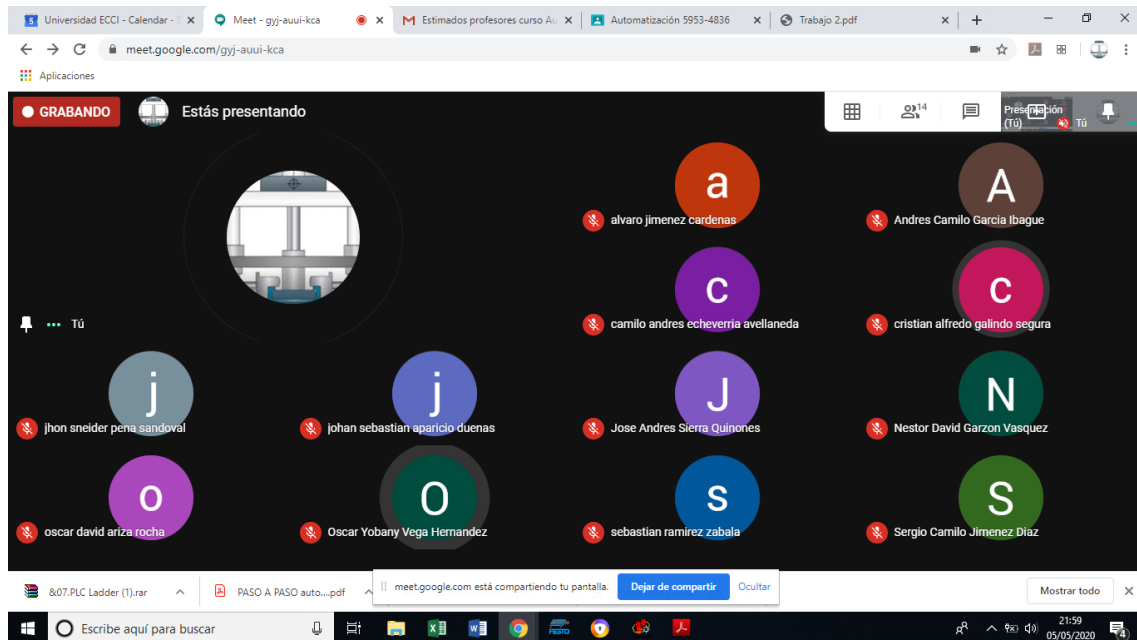 Universidad ECCI - Calendar - S
Meet - gyj-auui-kca
Estimados profesores curso Au
Automatización 5953-4836
Trabajo 2.pdf
meet.google.com/gyj-auui-kca
Aplicaciones
GRABANDO
Estás presentando
14
Presentación
(Tú)
Tú
a
alvaro jimenez cardenas
A
Andres Camilo Garcia Ibague
Tú
c
camilo andres echeverria avellaneda
c
cristian alfredo galindo segura
j
jhon sneider pena sandoval
j
johan sebastian aparicio duenas
J
Jose Andres Sierra Quinones
N
Nestor David Garzon Vasquez
o
oscar david ariza rocha
O
Oscar Yobany Vega Hernandez
s
sebastian ramirez zabala
S
Sergio Camilo Jimenez Diaz
&07.PLC Ladder (1).rar
PASO A PASO auto....pdf
meet.google.com está compartiendo tu pantalla.
Dejar de compartir
Ocultar
Mostrar todo
Escribe aquí para buscar
FESTO
21:59
05/05/2020
4